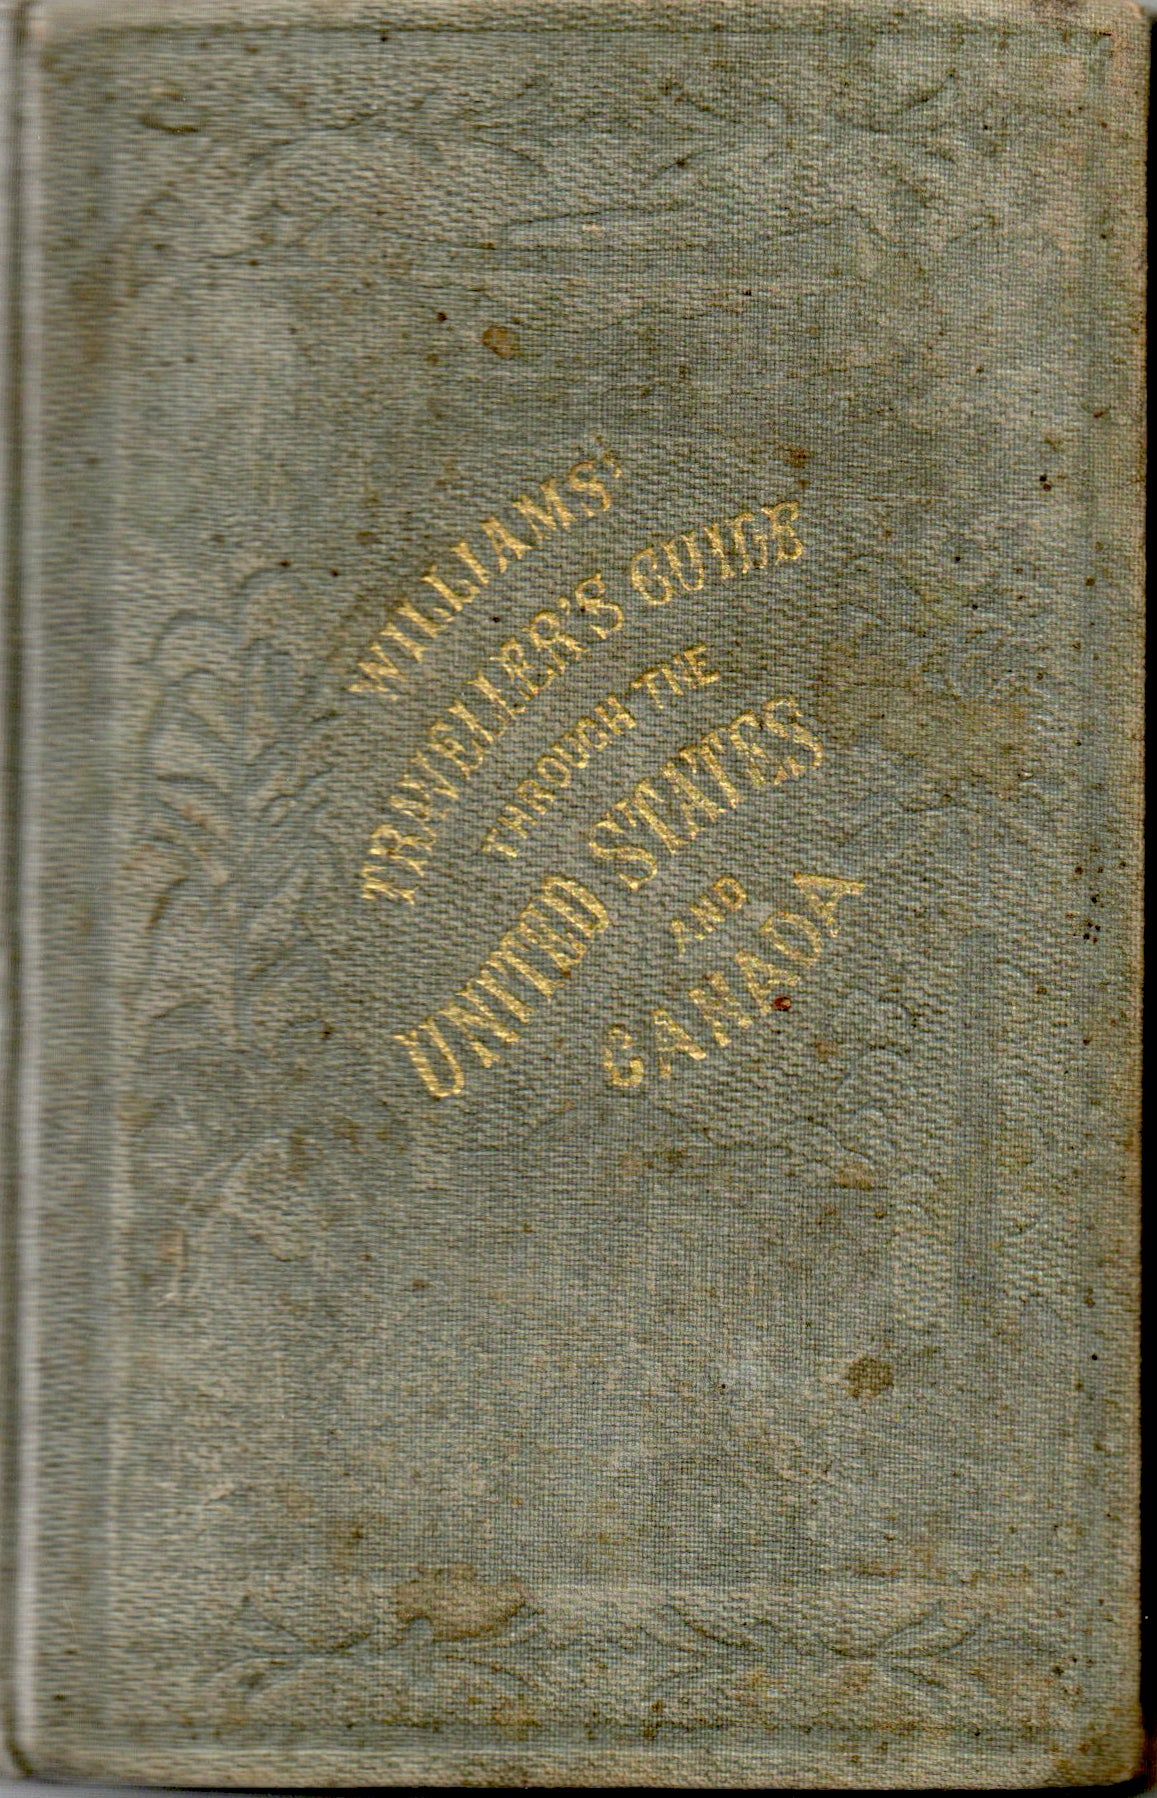 WILLIAMS'
TRAVELLER'S GUIDE
THROUGH THE
UNITED STATES
AND
CANADA